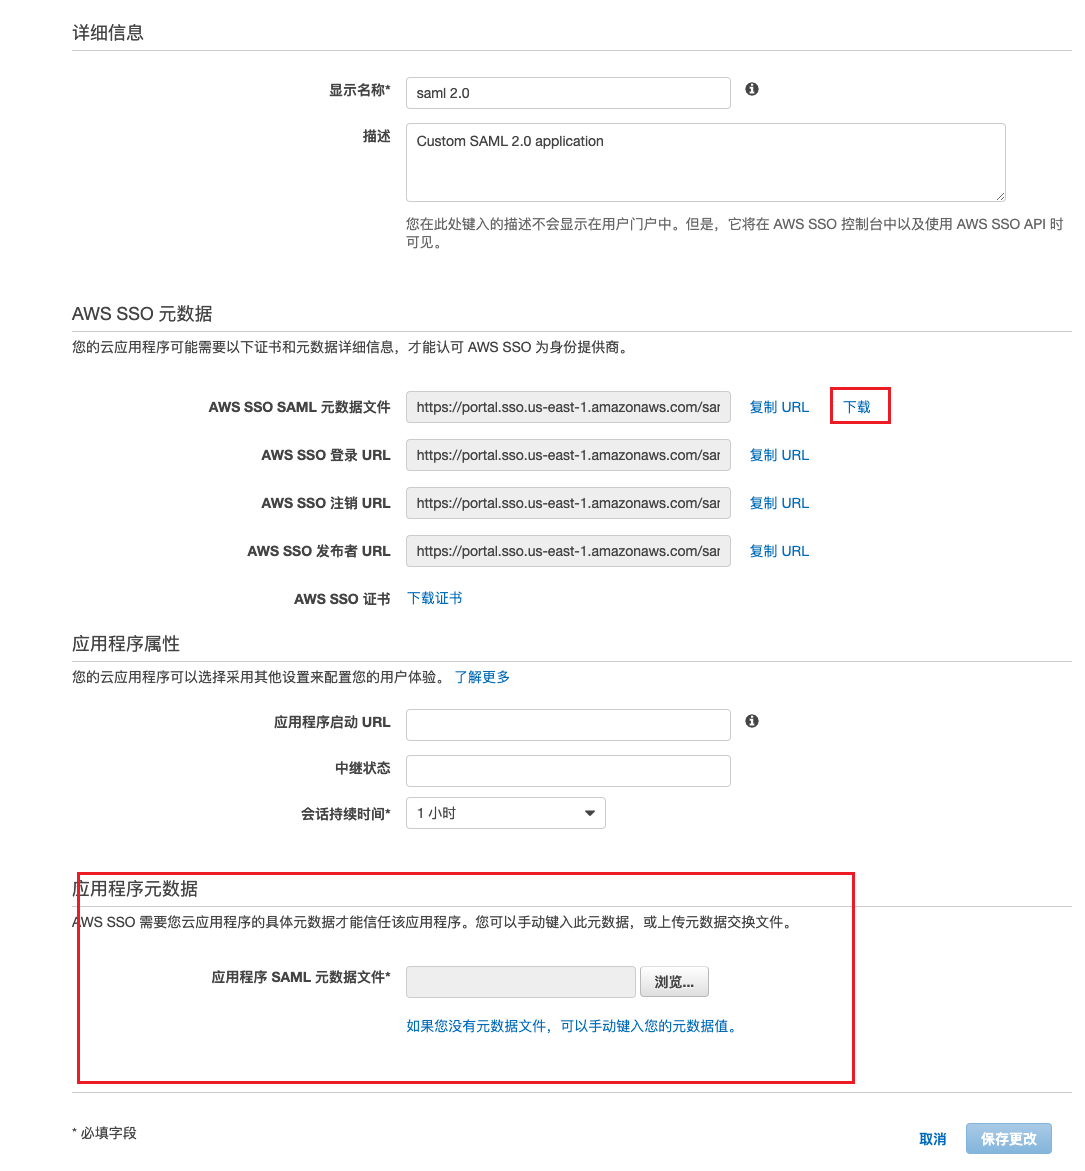 详细信息
显示名称*
saml 2.0
描述
Custom SAML 2.0 application
您在此处键入的描述不会显示在用户门户中。但是，它将在 AWS SSO 控制台中以及使用 AWS SSO API 时
可见。
AWS SSO 元数据
您的云应用程序可能需要以下证书和元数据详细信息，才能认可 AWS SSO 为身份提供商。
AWS SSO SAML 元数据文件 https://portal.sso.us-east-1.amazonaws.com/sar 复制 URL 下载
AWS SSO 登录 URL https://portal.sso.us-east-1.amazonaws.com/sar 复制 URL
AWS SSO 注销 URL https://portal.sso.us-east-1.amazonaws.com/sar 复制 URL
AWS SSO 发布者 URL https://portal.sso.us-east-1.amazonaws.com/sar 复制 URL
AWS SSO 证书 下载证书
应用程序属性
您的云应用程序可以选择采用其他设置来配置您的用户体验。 了解更多
应用程序启动 URL
中继状态
会话持续时间* 1 小时
应用程序元数据
AWS SSO 需要您云应用程序的具体元数据才能信任该应用程序。您可以手动键入此元数据，或上传元数据交换文件。
应用程序 SAML 元数据文件* 浏览...
如果您没有元数据文件，可以手动键入您的元数据值。
* 必填字段
取消 保存更改